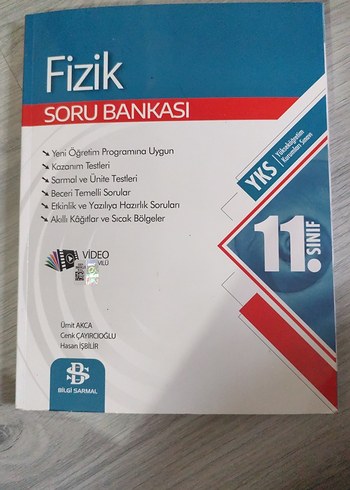 Fizik
SORU BANKASI
Yeni Öğretim Programına Uygun
Kazanım Testleri
Sarmal ve Ünite Testleri
Beceri Temelli Sorular
Etkinlik ve Yazılıya Hazırlık Soruları
Akıllı Kâğıtlar ve Sıcak Bölgeler
YKS
Yükseköğretim
Kurumları Sınavı
11.
SINIF
VİDEO
Ümit AKCA
Cenk ÇAYIRCIOĞLU
Hasan İŞBİLİR
BİLGİ SARMAL